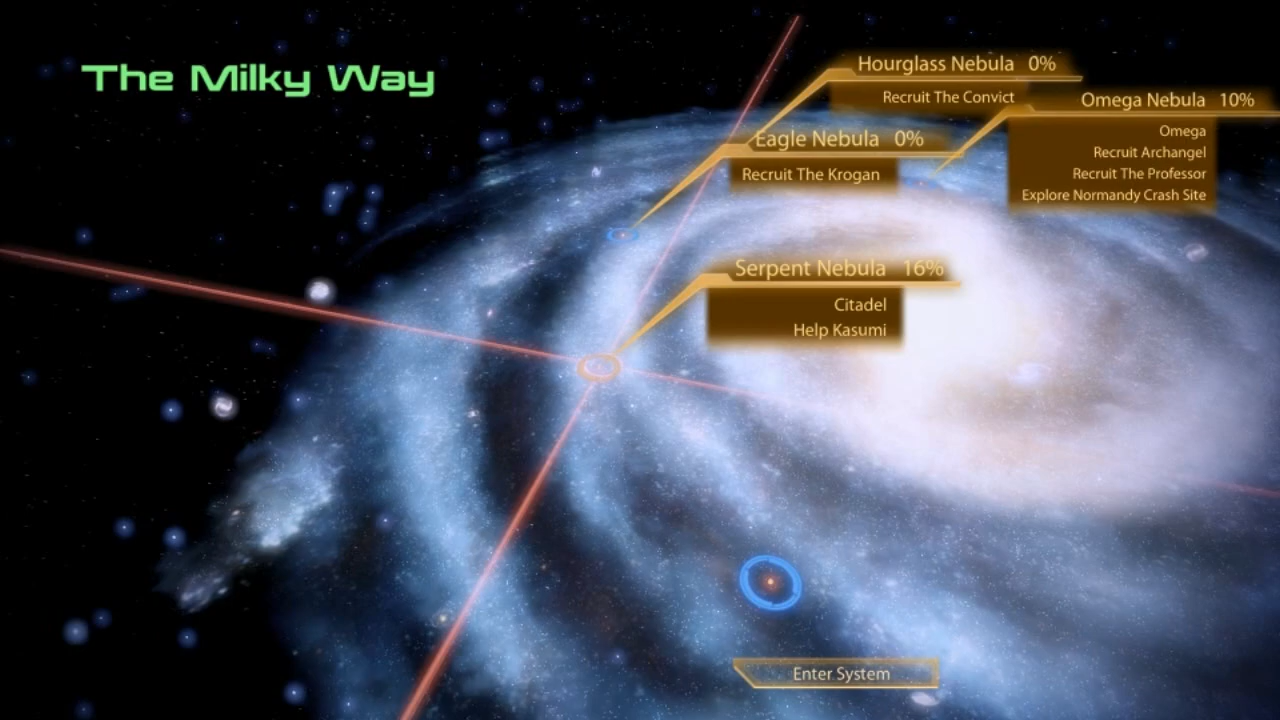 The Milky Way
Hourglass Nebula 0%
Recruit The Convict
Omega Nebula 10%
Omega
Recruit Archangel
Recruit The Professor
Explore Normandy Crash Site
Eagle Nebula 0%
Recruit The Krogan
Serpent Nebula 16%
Citadel
Help Kasumi
Enter System